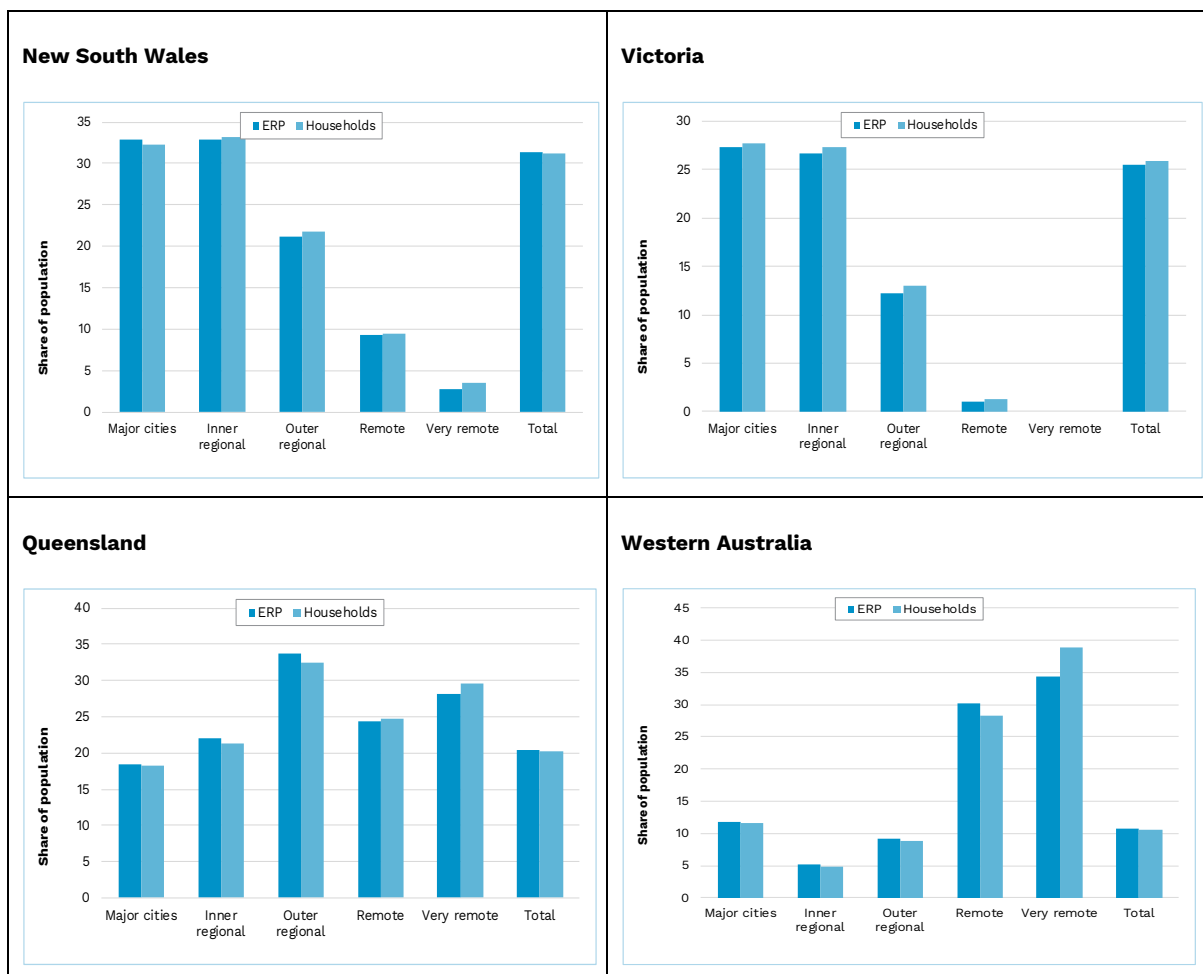 New South Wales
ERP Households
Share of population
35
30
25
20
15
10
5
0
Major cities Inner regional Outer regional Remote Very remote Total
Victoria
ERP Households
Share of population
30
25
20
15
10
5
0
Major cities Inner regional Outer regional Remote Very remote Total
Queensland
ERP Households
Share of population
40
35
30
25
20
15
10
5
0
Major cities Inner regional Outer regional Remote Very remote Total
Western Australia
ERP Households
Share of population
45
40
35
30
25
20
15
10
5
0
Major cities Inner regional Outer regional Remote Very remote Total